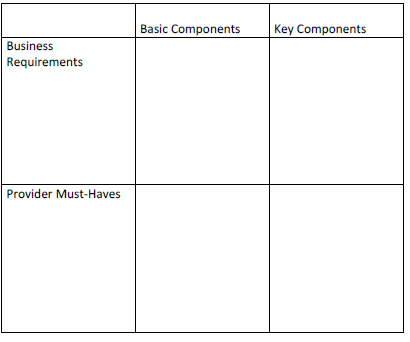 Basic Components
Key Components
Business
Requirements
Provider Must-Haves